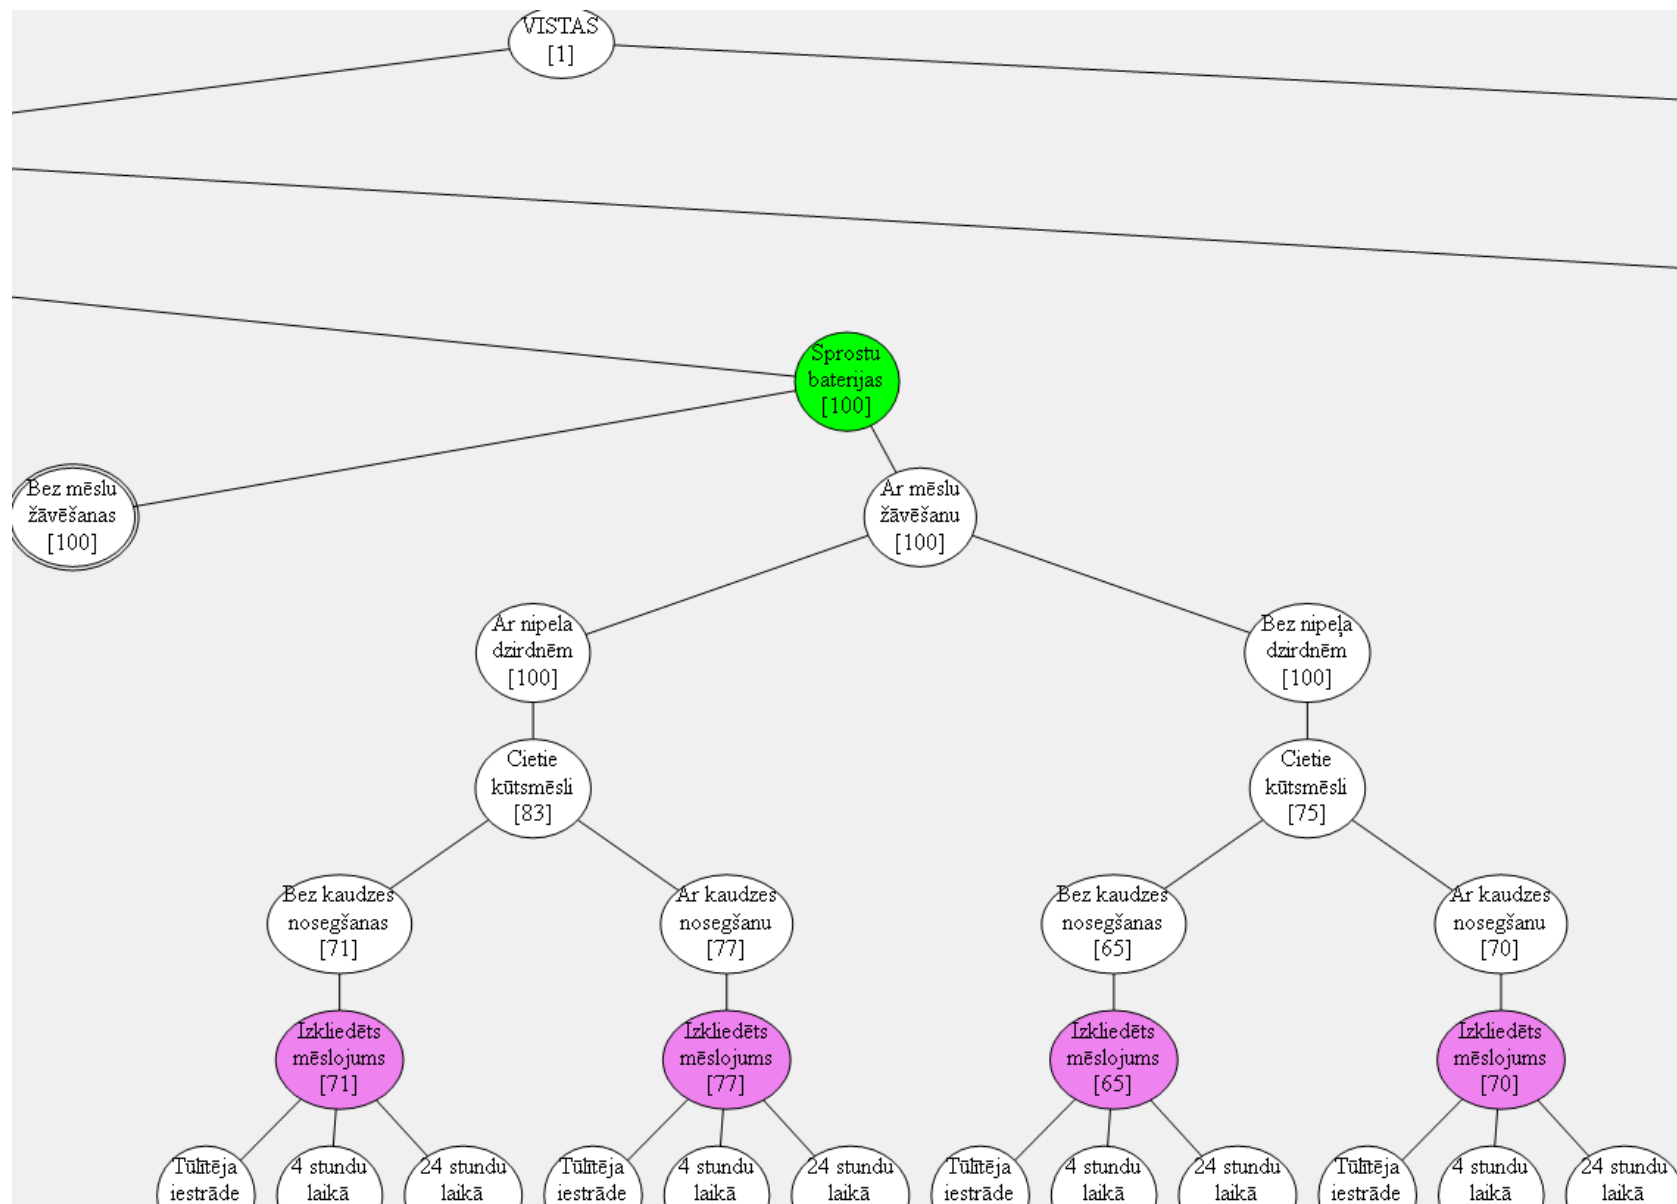 VISTAS
[1]
Sprostu
baterijas
[100]
Bez mēslu
žāvēšanas
[100]
Ar mēslu
žāvēšanu
[100]
Ar nipela
dzirdnēm
[100]
Bez nipeļa
dzirdnēm
[100]
Cietie
kūtsmēsli
[83]
Cietie
kūtsmēsli
[75]
Bez kaudzes
nosegšanas
[71]
Ar kaudzes
nosegšanu
[77]
Bez kaudzes
nosegšanas
[65]
Ar kaudzes
nosegšanu
[70]
Izkliedēts
mēslojums
[71]
Izkliedēts
mēslojums
[77]
Izkliedēts
mēslojums
[65]
Izkliedēts
mēslojums
[70]
Tūlītēja
iestrāde
4 stundu
laikā
24 stundu
laikā
Tūlītēja
iestrāde
4 stundu
laikā
24 stundu
laikā
Tūlītēja
iestrāde
4 stundu
laikā
24 stundu
laikā
Tūlītēja
iestrāde
4 stundu
laikā
24 stundu
laikā